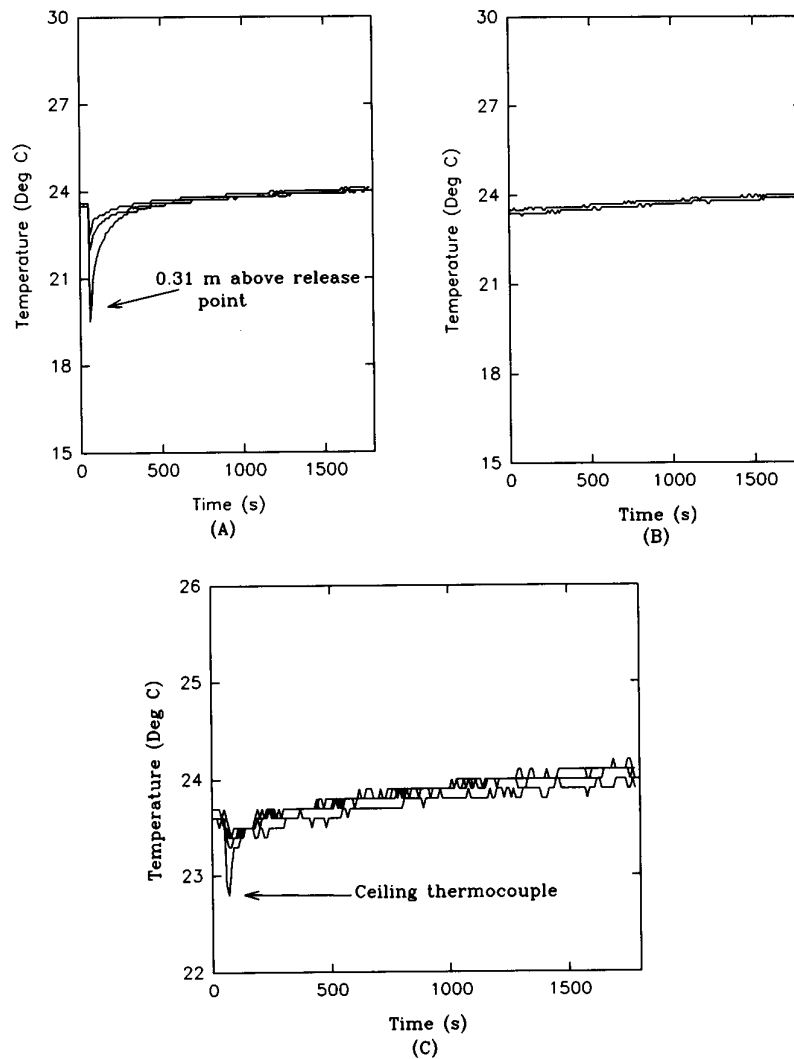 30
27
24
21
18
15
Temperature (Deg C)
0.31 m above release
point
0
500
1000
1500
Time (s)
(A)
30
27
24
21
18
15
Temperature (Deg C)
0
500
1000
1500
Time (s)
(B)
26
25
24
23
22
Temperature (Deg C)
Ceiling thermocouple
0
500
1000
1500
Time (s)
(C)